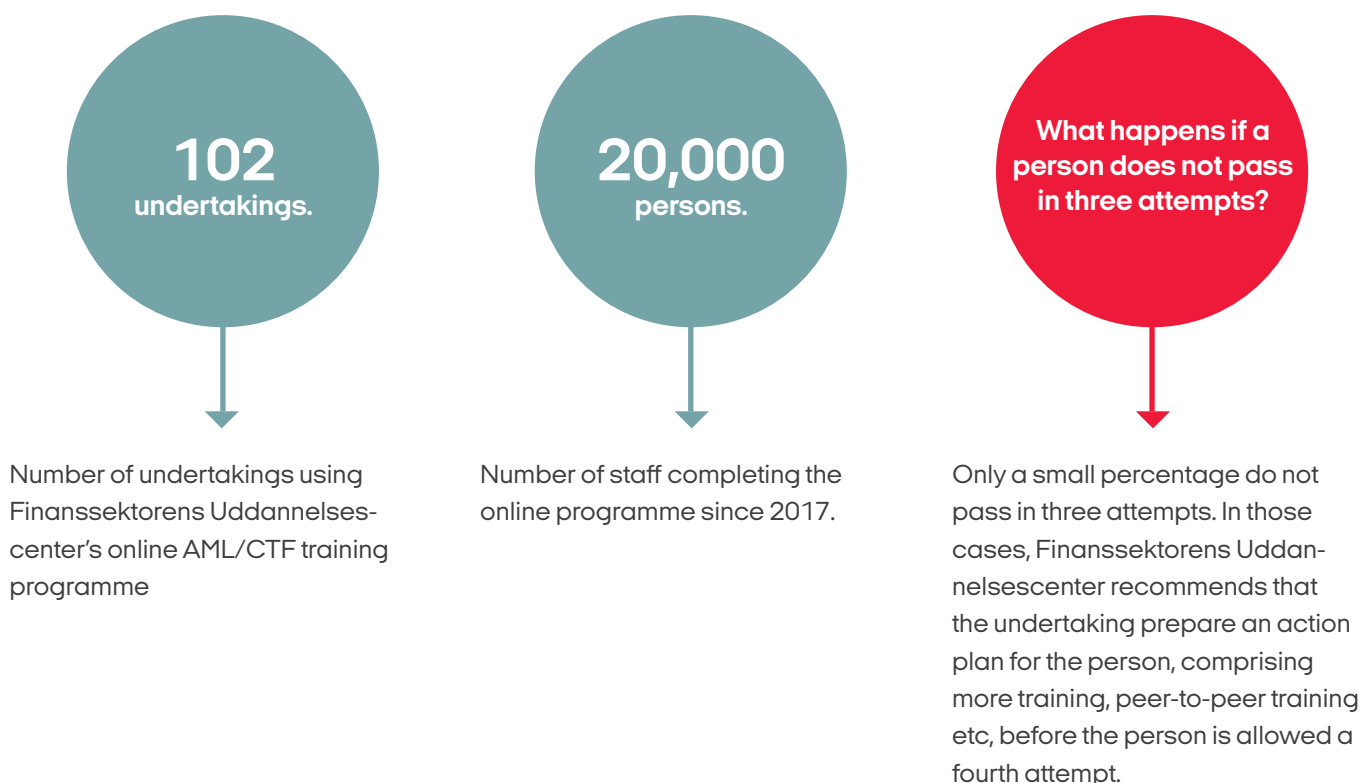 102
undertakings.
Number of undertakings using
Finanssektorens Uddannelses-
center's online AML/CTF training
programme
20,000
persons.
Number of staff completing the
online programme since 2017.
What happens if a
person does not pass
in three attempts?
Only a small percentage do not
pass in three attempts. In those
cases, Finanssektorens Uddan-
nelsescenter recommends that
the undertaking prepare an action
plan for the person, comprising
more training, peer-to-peer training
etc, before the person is allowed a
fourth attempt.